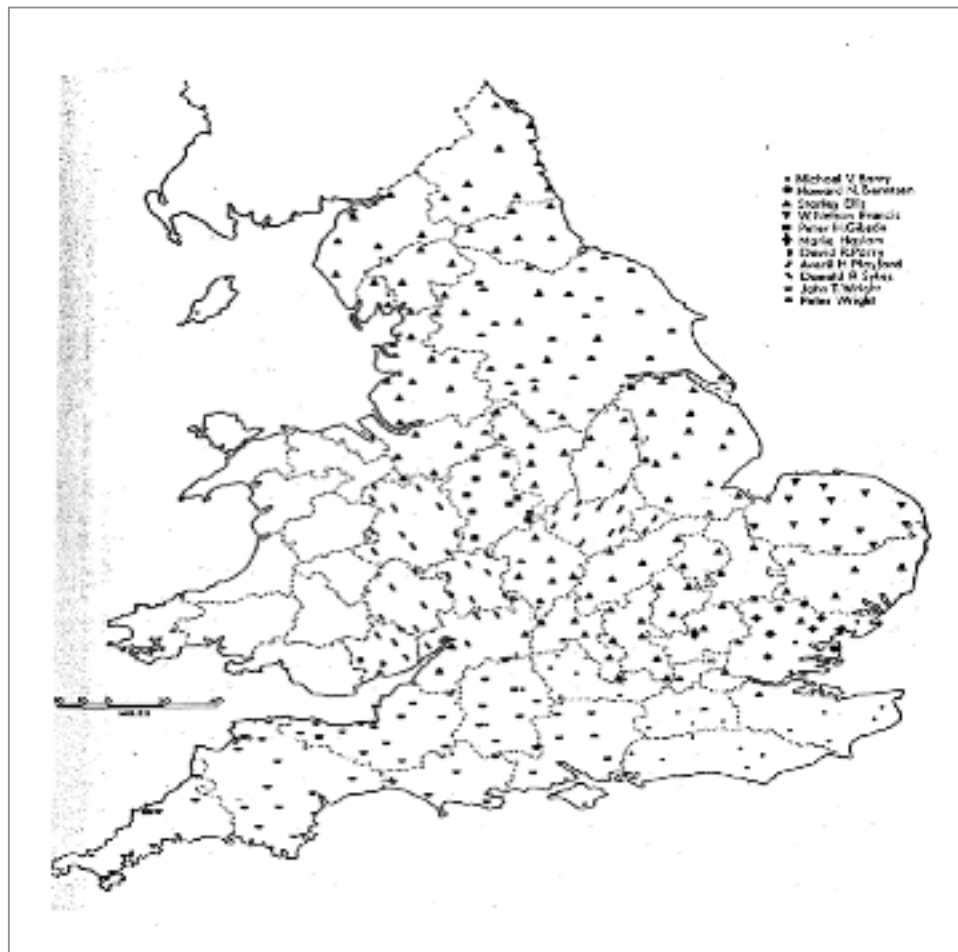 Michael V. Barry
Howard N. Berntsen
Stanley Ellis
W. Nelson Francis
Peter H. Gibson
Marie Haslam
David R. Parry
Averil H. Playford
Donald R. Sykes
John T. Wright
Peter Wright
MILES